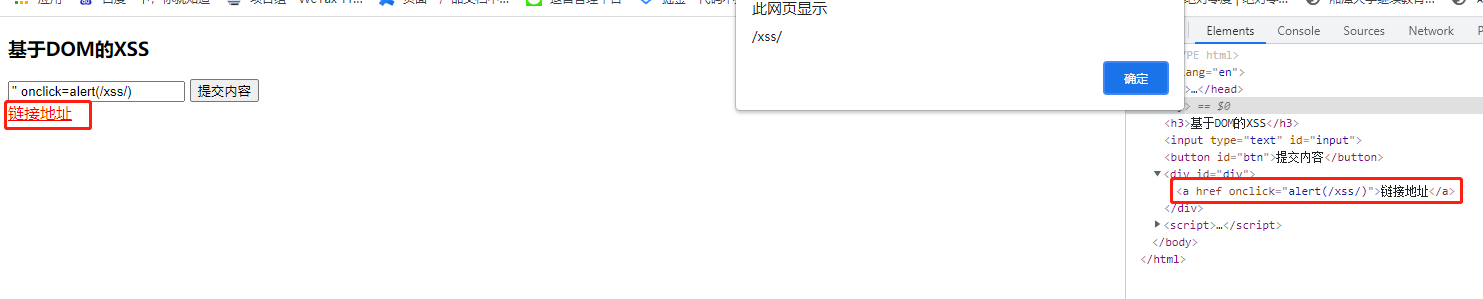 此网页显示
/xss/
确定
基于DOM的XSS
" onclick=alert(/xss/)
提交内容
链接地址
Elements Console Sources Network
YPE html>
lang="en">
>…</head>
> == $0
<h3>基于DOM的XSS</h3>
<input type="text" id="input">
<button id="btn">提交内容</button>
<div id="div">
<a href onclick="alert(/xss/)">链接地址</a>
</div>
<script>…</script>
</body>
</html>